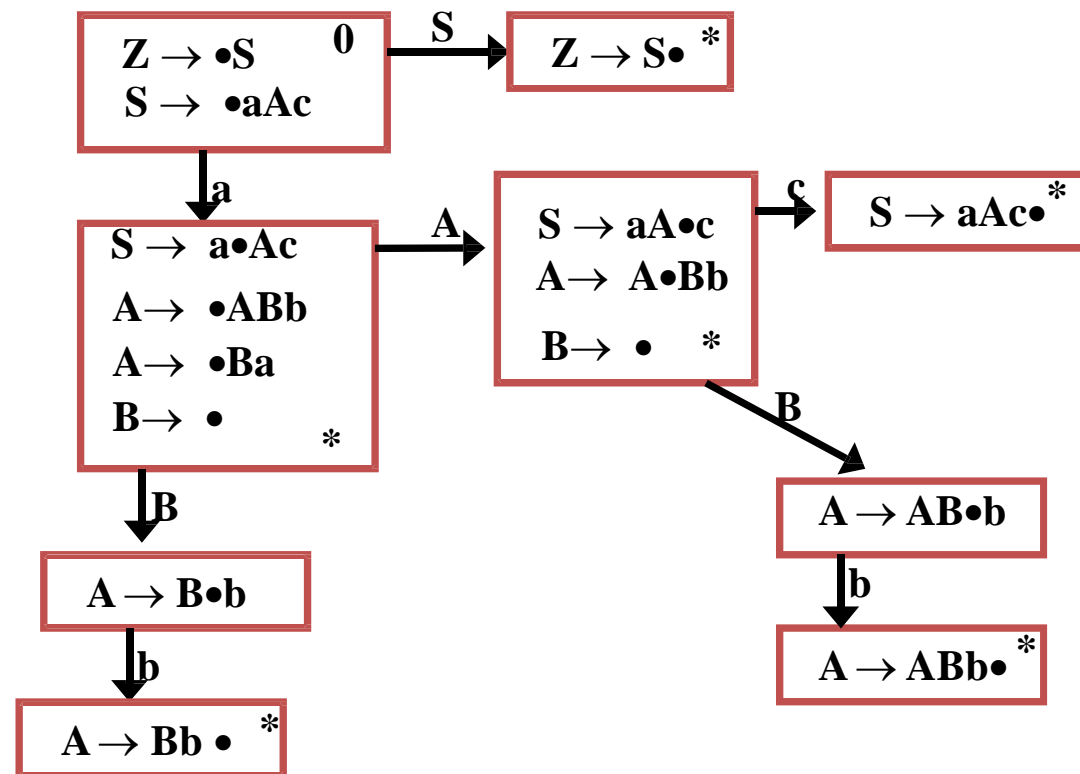 Z → •S 0
S → •aAc
S
Z → S• *
a
S → a•Ac
A → •ABb
A → •Ba
B → •
*
A
S → aA•c
A → A•Bb
B → • *
c
S → aAc• *
B
A → B•b
b
A → Bb • *
B
A → AB•b
b
A → ABb• *